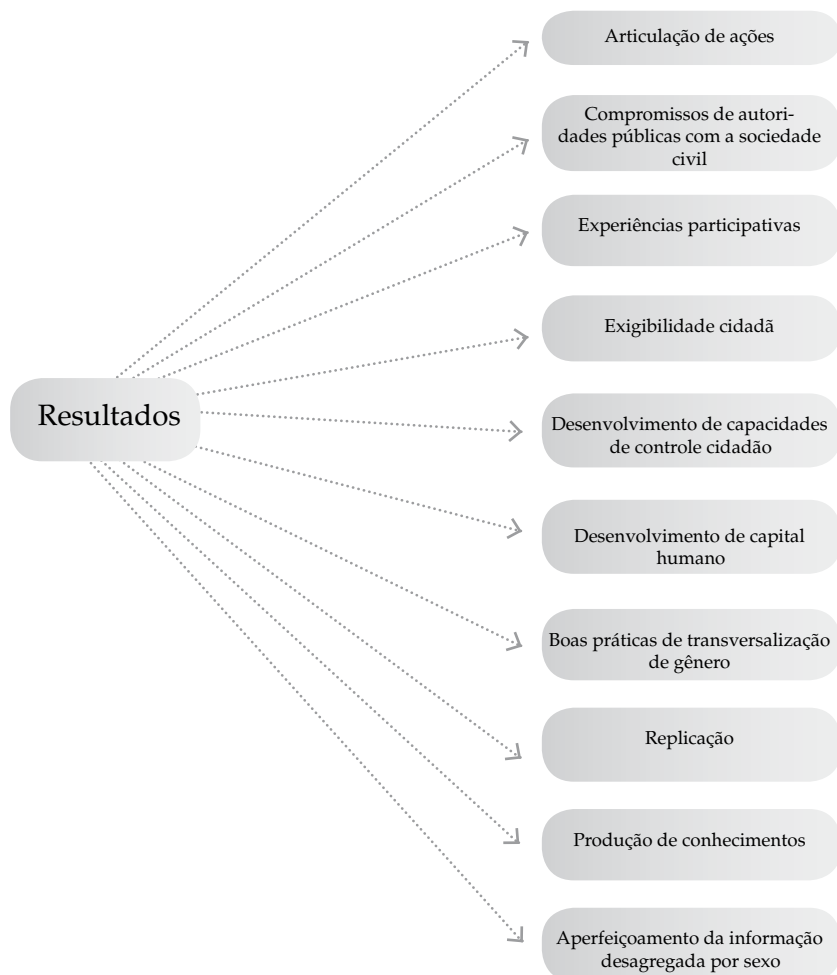 Articulação de ações
Compromissos de autori-
dades públicas com a sociedade
civil
Experiências participativas
Exigibilidade cidadã
Resultados
Desenvolvimento de capacidades
de controle cidadão
Desenvolvimento de capital
humano
Boas práticas de transversalização
de gênero
Replicação
Produção de conhecimentos
Aperfeiçoamento da informação
desagregada por sexo